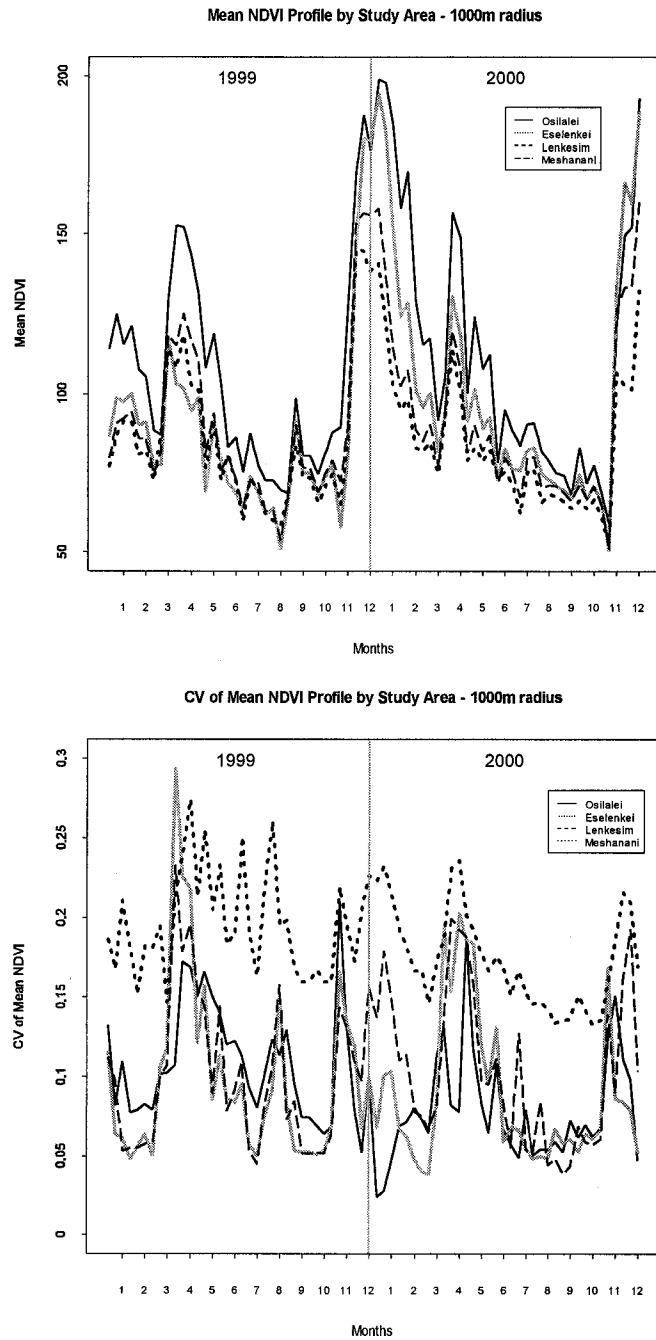 Mean NDVI Profile by Study Area - 1000m radius
200
150
100
50
Mean NDVI
1999
2000
Osilalei
Eselenkei
Lenkesim
Meshanani
1 2 3 4 5 6 7 8 9 10 11 12 1 2 3 4 5 6 7 8 9 10 11 12
Months
CV of Mean NDVI Profile by Study Area - 1000m radius
0.3
0.25
0.2
0.15
0.1
0.05
0
CV of Mean NDVI
1999
2000
Osilalei
Eselenkei
Lenkesim
Meshanani
1 2 3 4 5 6 7 8 9 10 11 12 1 2 3 4 5 6 7 8 9 10 11 12
Months